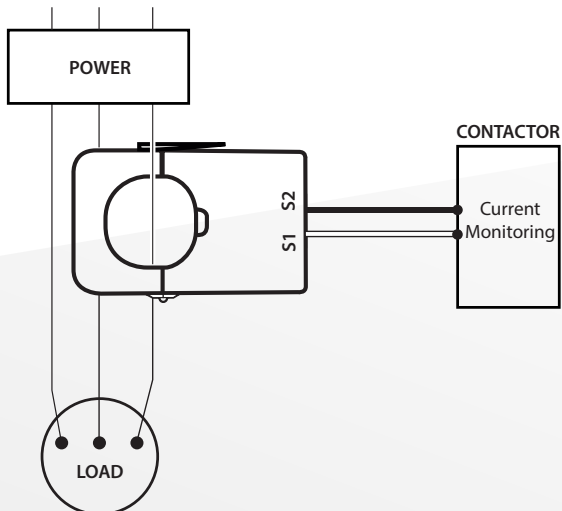 POWER
CONTACTOR
S2
S1
Current
Monitoring
LOAD